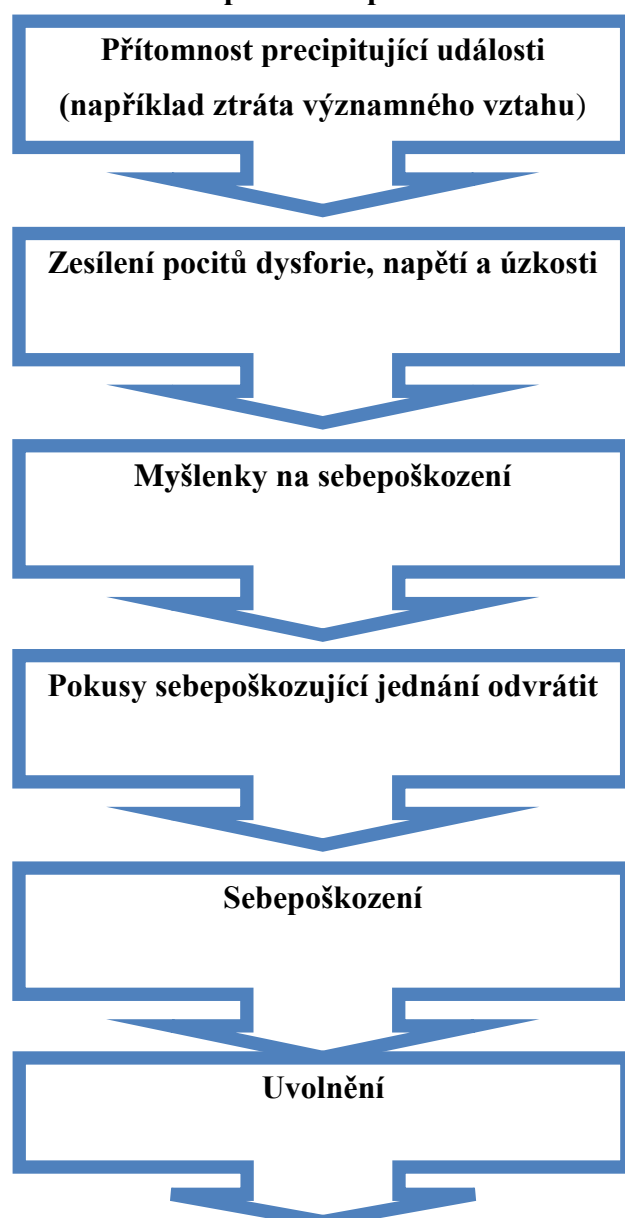 Přítomnost precipitující události
(například ztráta významného vztahu)
Zesílení pocitů dysforie, napětí a úzkosti
Myšlenky na sebepoškození
Pokusy sebepoškozující jednání odvrátit
Sebepoškození
Uvolnění